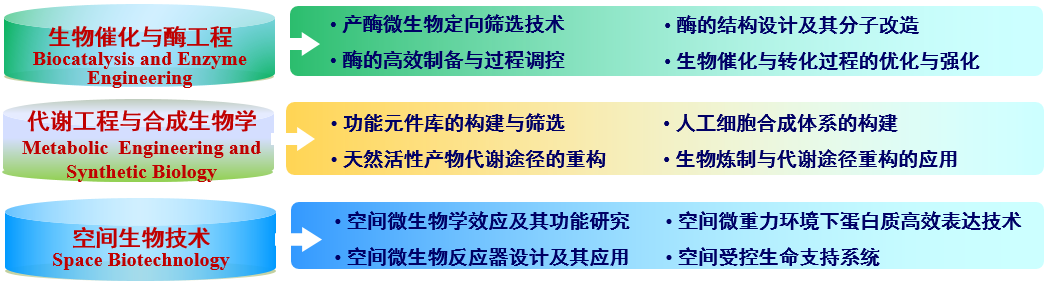 生物催化与酶工程
Biocatalysis and Enzyme
Engineering
• 产酶微生物定向筛选技术
• 酶的结构设计及其分子改造
• 酶的高效制备与过程调控
• 生物催化与转化过程的优化与强化
代谢工程与合成生物学
Metabolic Engineering and
Synthetic Biology
• 功能元件库的构建与筛选
• 人工细胞合成体系的构建
• 天然活性产物代谢途径的重构
• 生物炼制与代谢途径重构的应用
空间生物技术
Space Biotechnology
• 空间微生物学效应及其功能研究
• 空间微重力环境下蛋白质高效表达技术
• 空间微生物反应器设计及其应用
• 空间受控生命支持系统